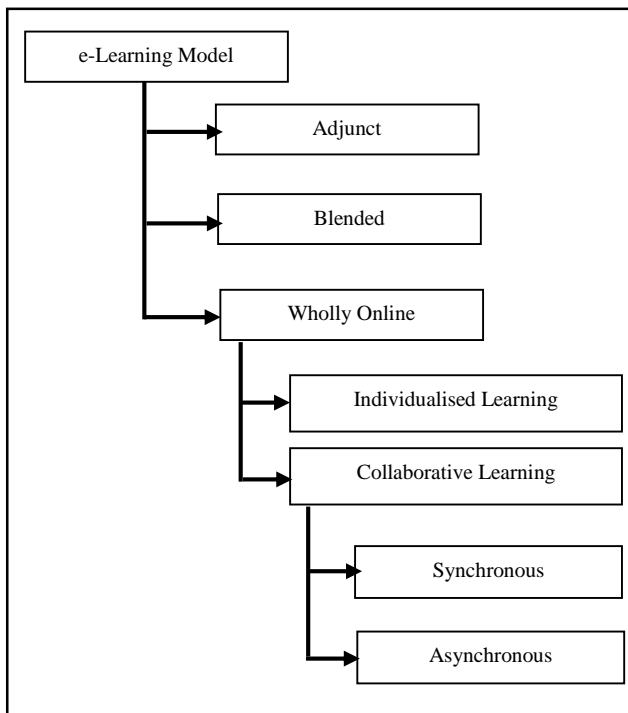 e-Learning Model
Adjunct
Blended
Wholly Online
Individualised Learning
Collaborative Learning
Synchronous
Asynchronous